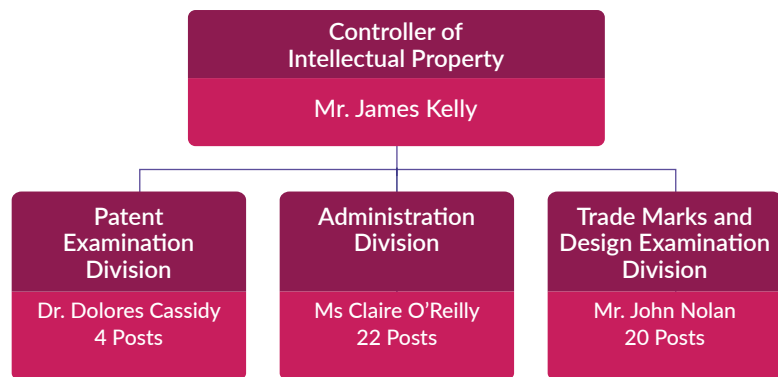 Controller of
Intellectual Property
Mr. James Kelly
Patent
Examination
Division
Dr. Dolores Cassidy
4 Posts
Administration
Division
Ms Claire O’Reilly
22 Posts
Trade Marks and
Design Examination
Division
Mr. John Nolan
20 Posts